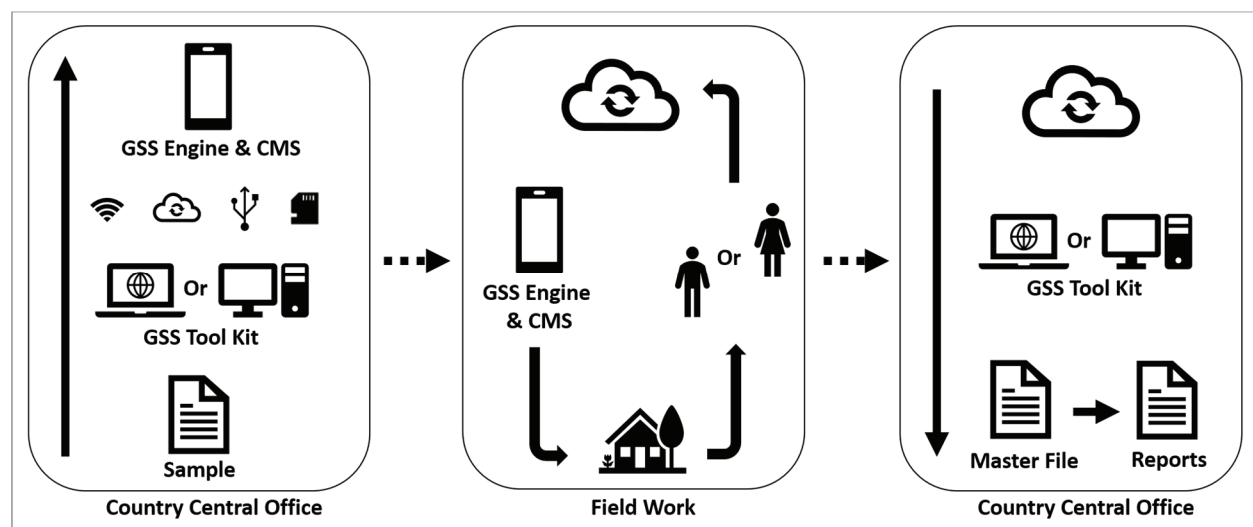 GSS Engine & CMS
Or
GSS Tool Kit
Sample
Country Central Office
GSS Engine
& CMS
Or
Field Work
Or
GSS Tool Kit
Master File
Reports
Country Central Office